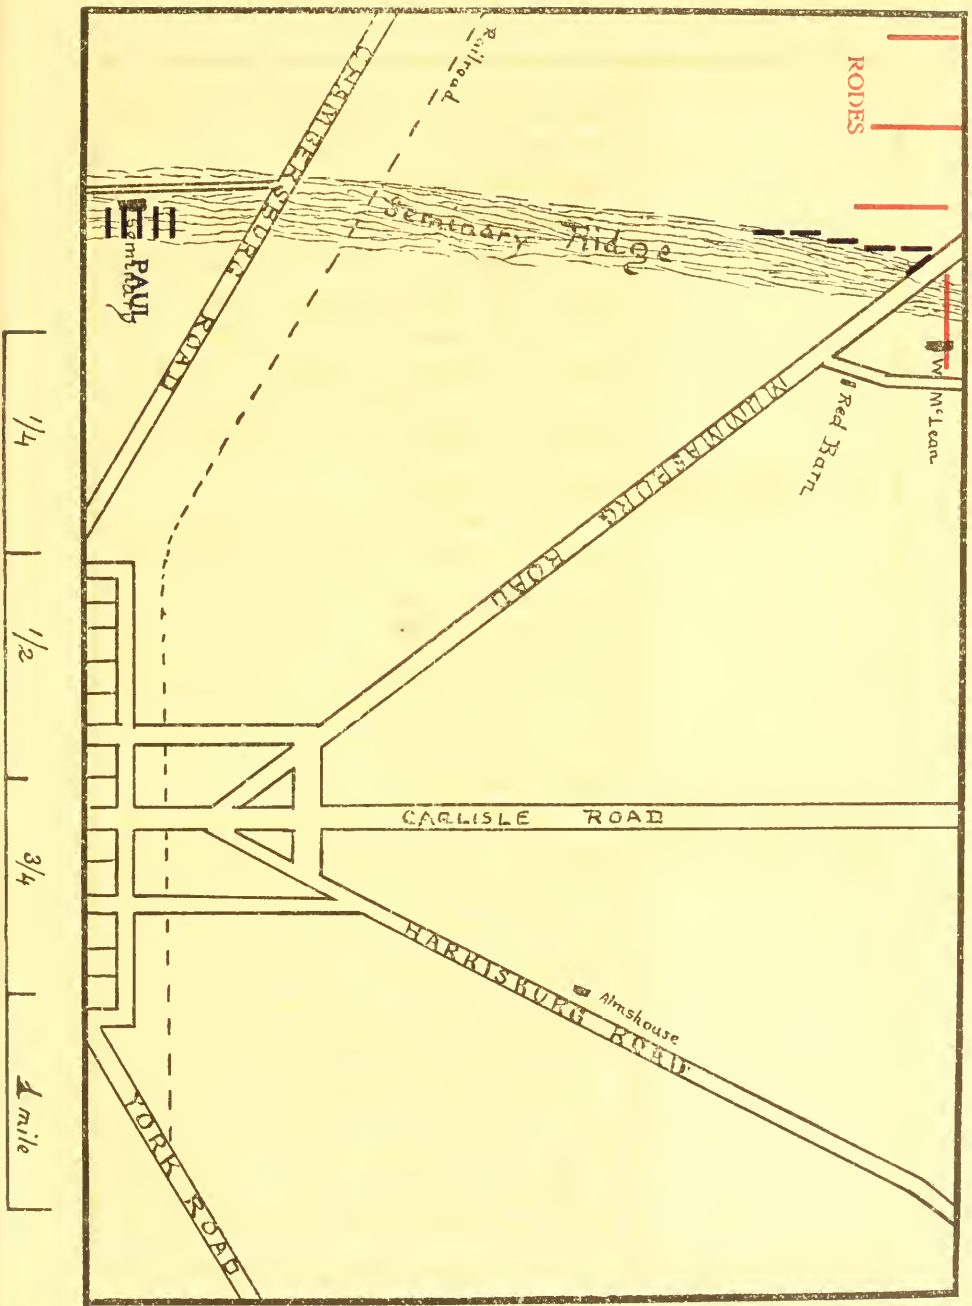 RODES
Railroad
CHAMBERSBURG ROAD
Seminary Ridge
Seminary
PAUL
W. McLean
Red Barn
MUMMASBURG ROAD
CARLISLE ROAD
HARRISBURG ROAD
Almshouse
YORK ROAD
1/4
1/2
3/4
1 mile